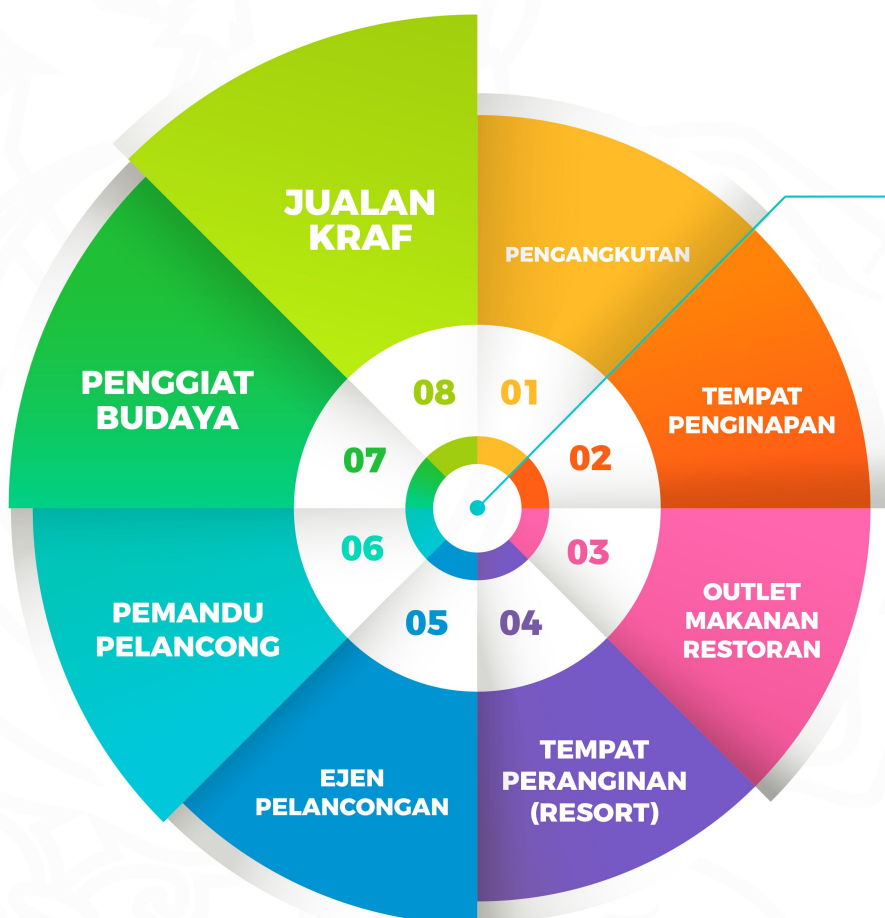 01
PENGANGKUTAN
02
TEMPAT
PENGINAPAN
03
OUTLET
MAKANAN
RESTORAN
04
TEMPAT
PERANGINAN
(RESORT)
05
EJEN
PELANCONGAN
06
PEMANDU
PELANCONG
07
PENGGIAT
BUDAYA
08
JUALAN
KRAF